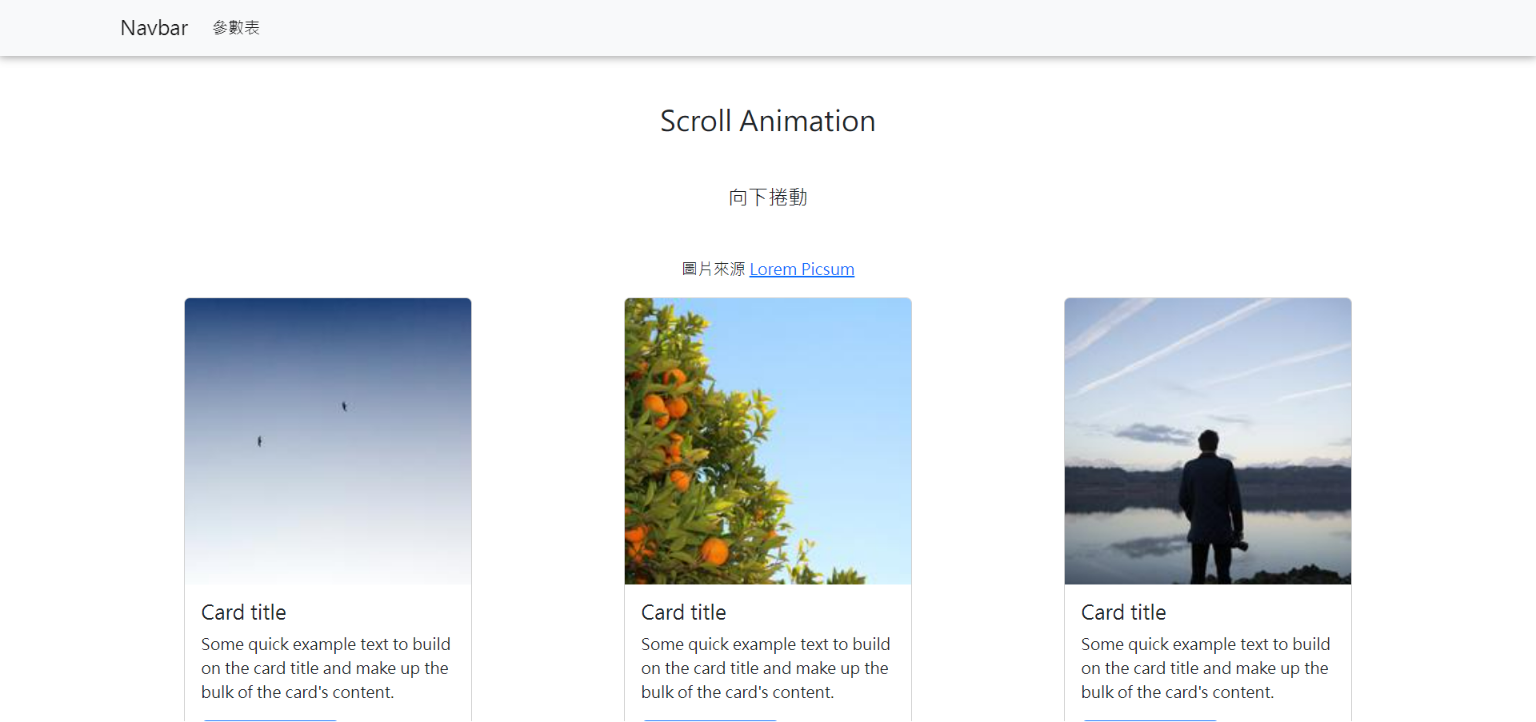 Navbar 參數表
Scroll Animation
向下捲動
圖片來源 Lorem Picsum
Card title
Some quick example text to build
on the card title and make up the
bulk of the card's content.
Card title
Some quick example text to build
on the card title and make up the
bulk of the card's content.
Card title
Some quick example text to build
on the card title and make up the
bulk of the card's content.